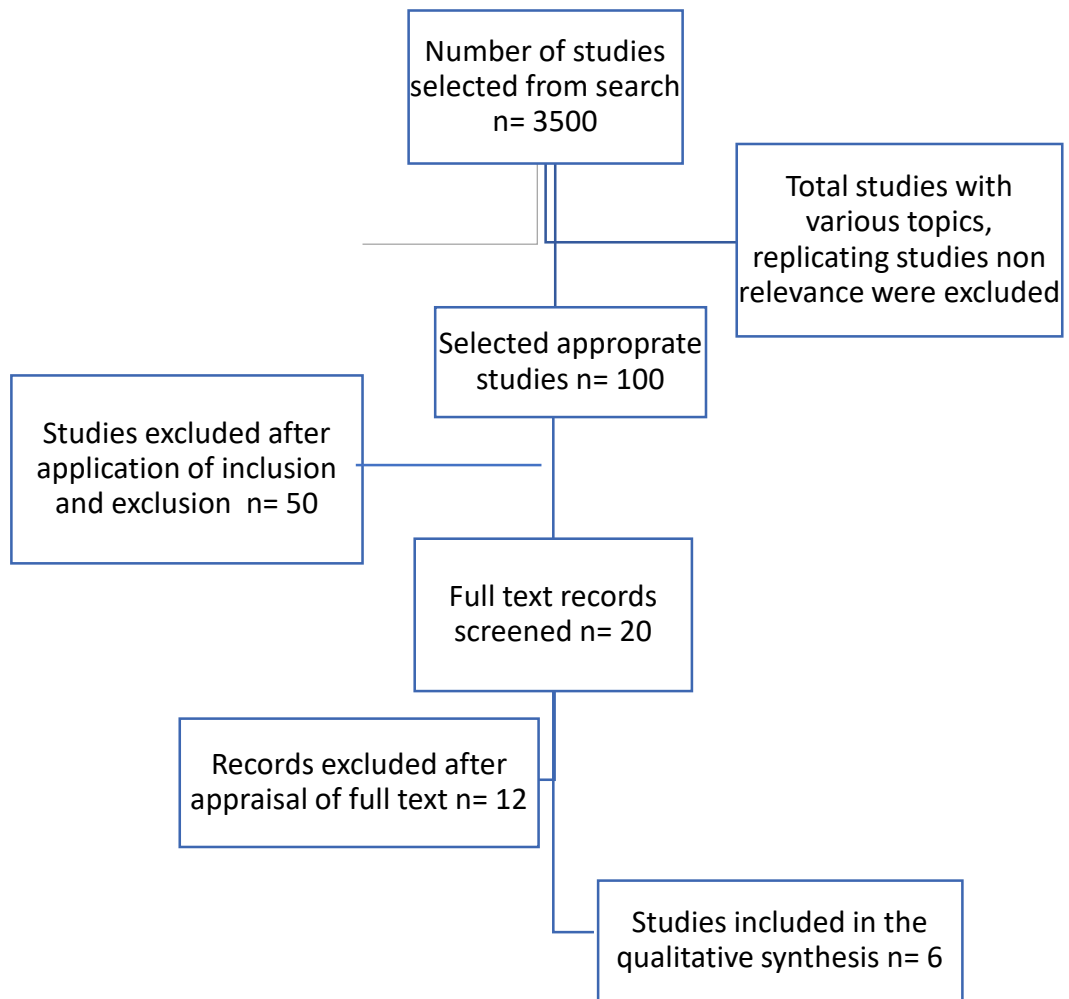 Number of studies
selected from search
n= 3500
Total studies with
various topics,
replicating studies non
relevance were excluded
Selected approprate
studies n= 100
Studies excluded after
application of inclusion
and exclusion n= 50
Full text records
screened n= 20
Records excluded after
appraisal of full text n= 12
Studies included in the
qualitative synthesis n= 6